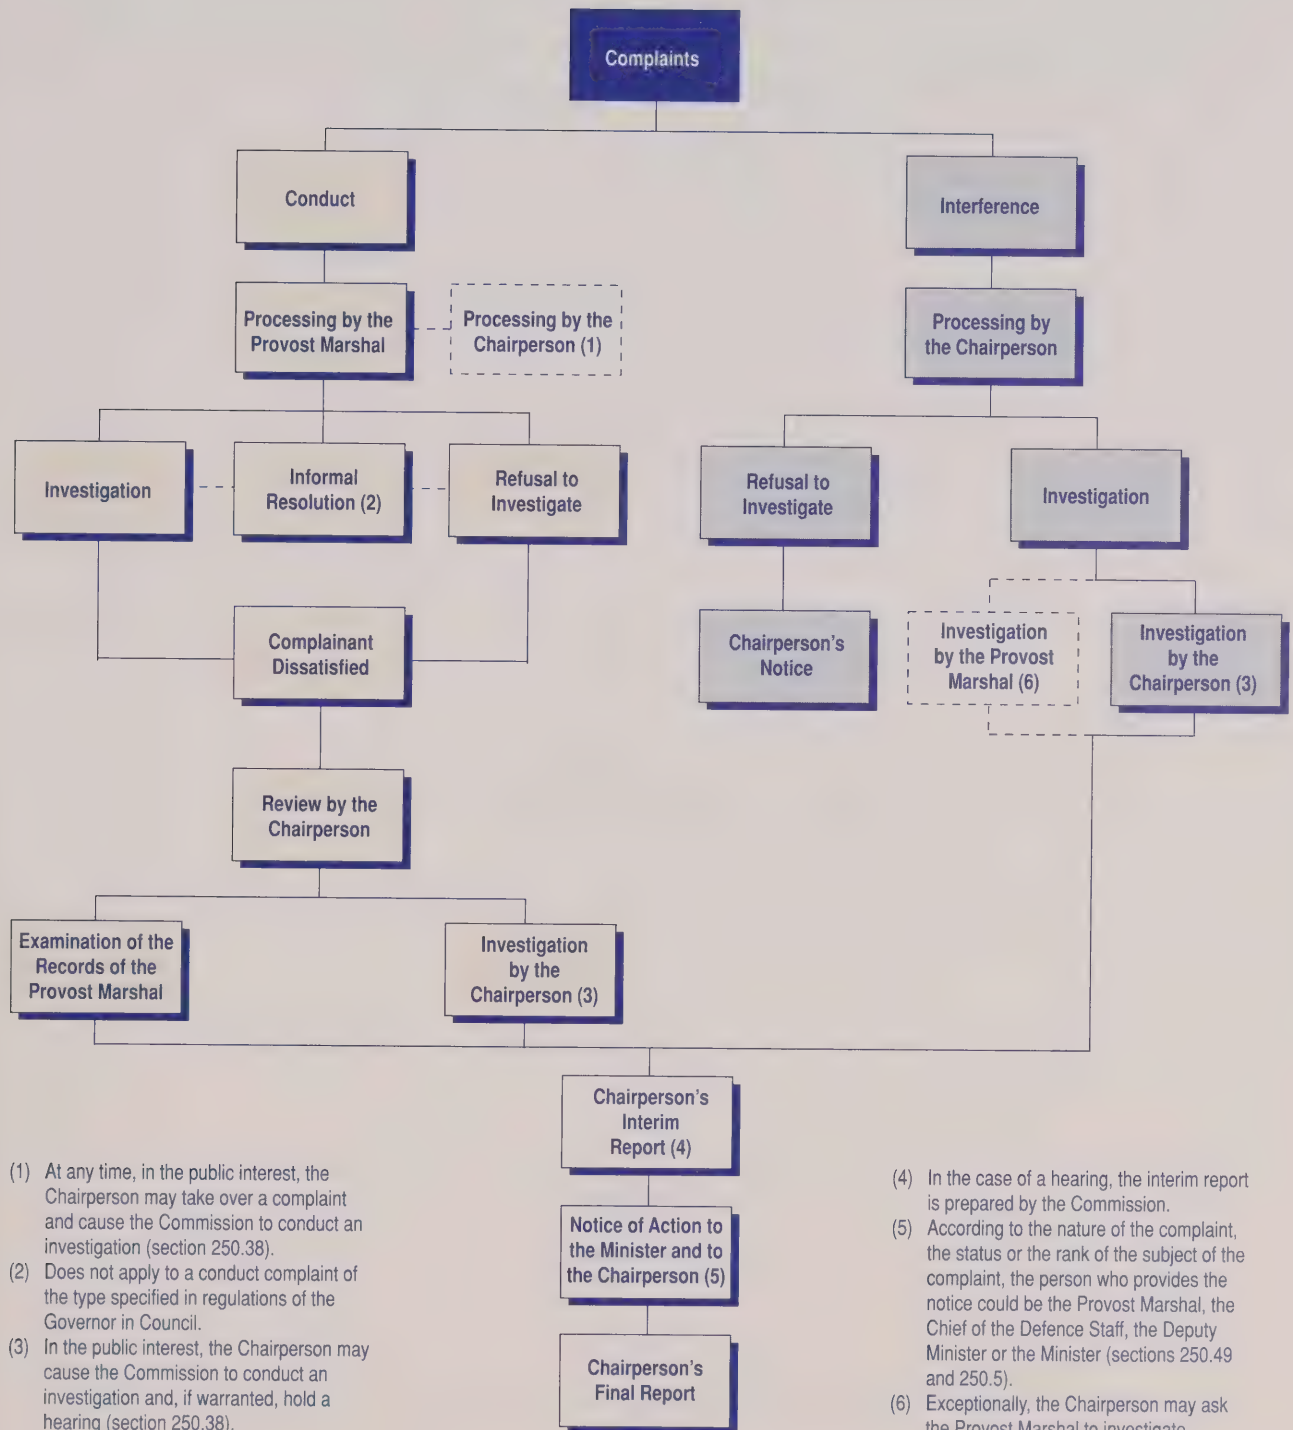 Complaints
Conduct
Interference
Processing by the
Provost Marshal
Processing by the
Chairperson (1)
Processing by
the Chairperson
Investigation
Informal
Resolution (2)
Refusal to
Investigate
Refusal to
Investigate
Investigation
Complainant
Dissatisfied
Chairperson's
Notice
Investigation
by the Provost
Marshal (6)
Investigation
by the
Chairperson (3)
Review by the
Chairperson
Examination of the
Records of the
Provost Marshal
Investigation
by the
Chairperson (3)
Chairperson's
Interim
Report (4)
Notice of Action to
the Minister and to
the Chairperson (5)
Chairperson's
Final Report
(1) At any time, in the public interest, the
Chairperson may take over a complaint
and cause the Commission to conduct an
investigation (section 250.38).
(2) Does not apply to a conduct complaint of
the type specified in regulations of the
Governor in Council.
(3) In the public interest, the Chairperson may
cause the Commission to conduct an
investigation and, if warranted, hold a
hearing (section 250.38).
(4) In the case of a hearing, the interim report
is prepared by the Commission.
(5) According to the nature of the complaint,
the status or the rank of the subject of the
complaint, the person who provides the
notice could be the Provost Marshal, the
Chief of the Defence Staff, the Deputy
Minister or the Minister (sections 250.49
and 250.5).
(6) Exceptionally, the Chairperson may ask
the Provost Marshal to investigate.